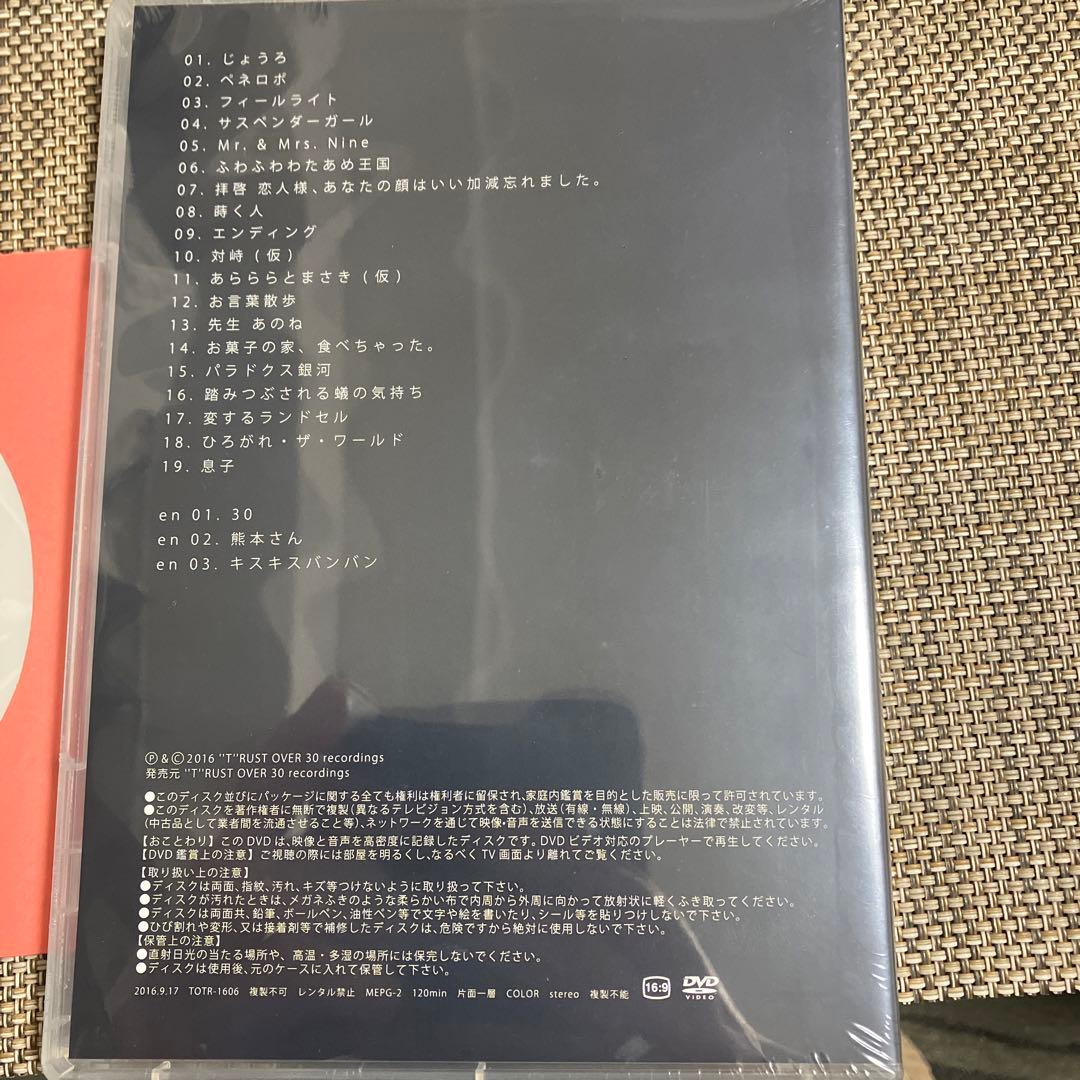 01. じょうろ
02. ペネロポ
03. フィールライト
04. サスペンダーガール
05. Mr. & Mrs. Nine
06. ふわふわわたあめ王国
07. 拝啓 恋人様、あなたの顔はいい加減忘れました。
08. 蒔く人
09. エンディング
10. 対峙（仮）
11. あらららとまさき（仮）
12. お言葉散歩
13. 先生 あのね
14. お菓子の家、食べちゃった。
15. パラドクス銀河
16. 踏みつぶされる蟻の気持ち
17. 変するランドセル
18. ひろがれ・ザ・ワールド
19. 息子
en 01. 30
en 02. 熊本さん
en 03. キスキスバンバン
Ⓟ & Ⓒ 2016 "T"RUST OVER 30 recordings
発売元 "T"RUST OVER 30 recordings
●このディスク並びにパッケージに関する全ても権利は権利者に留保され、家庭内鑑賞を目的とした販売に限って許可されています。
●このディスクを著作権者に無断で複製(異なるテレビジョン方式を含む)、放送(有線・無線)、上映、公開、演奏、改変等、レンタル
(中古品として業者間を流通させること等)、ネットワークを通じて映像・音声を送信できる状態にすることは法律で禁止されています。
【おことわり】このDVDは、映像と音声を高密度に記録したディスクです。DVDビデオ対応のプレーヤーで再生してください。
【DVD鑑賞上の注意】ご視聴の際には部屋を明るくし、なるべくTV画面より離れてご覧ください。
【取り扱い上の注意】
●ディスクは両面、指紋、汚れ、キズ等つけないように取り扱って下さい。
●ディスクが汚れたときは、メガネふきのような柔らかい布で内周から外周に向かって放射状に軽くふき取ってください。
●ディスクは両面共、鉛筆、ボールペン、油性ペン等で文字や絵を書いたり、シール等を貼りつけしないで下さい。
●ひび割れや変形、又は接着剤等で補修したディスクは、危険ですから絶対に使用しないで下さい。
【保管上の注意】
●直射日光の当たる場所や、高温・多湿の場所には保完しないでください。
●ディスクは使用後、元のケースに入れて保管して下さい。
2016.9.17 TOTR-1606 複製不可 レンタル禁止 MEPG-2 120min 片面一層 COLOR stereo 複製不能 16:9 DVD VIDEO